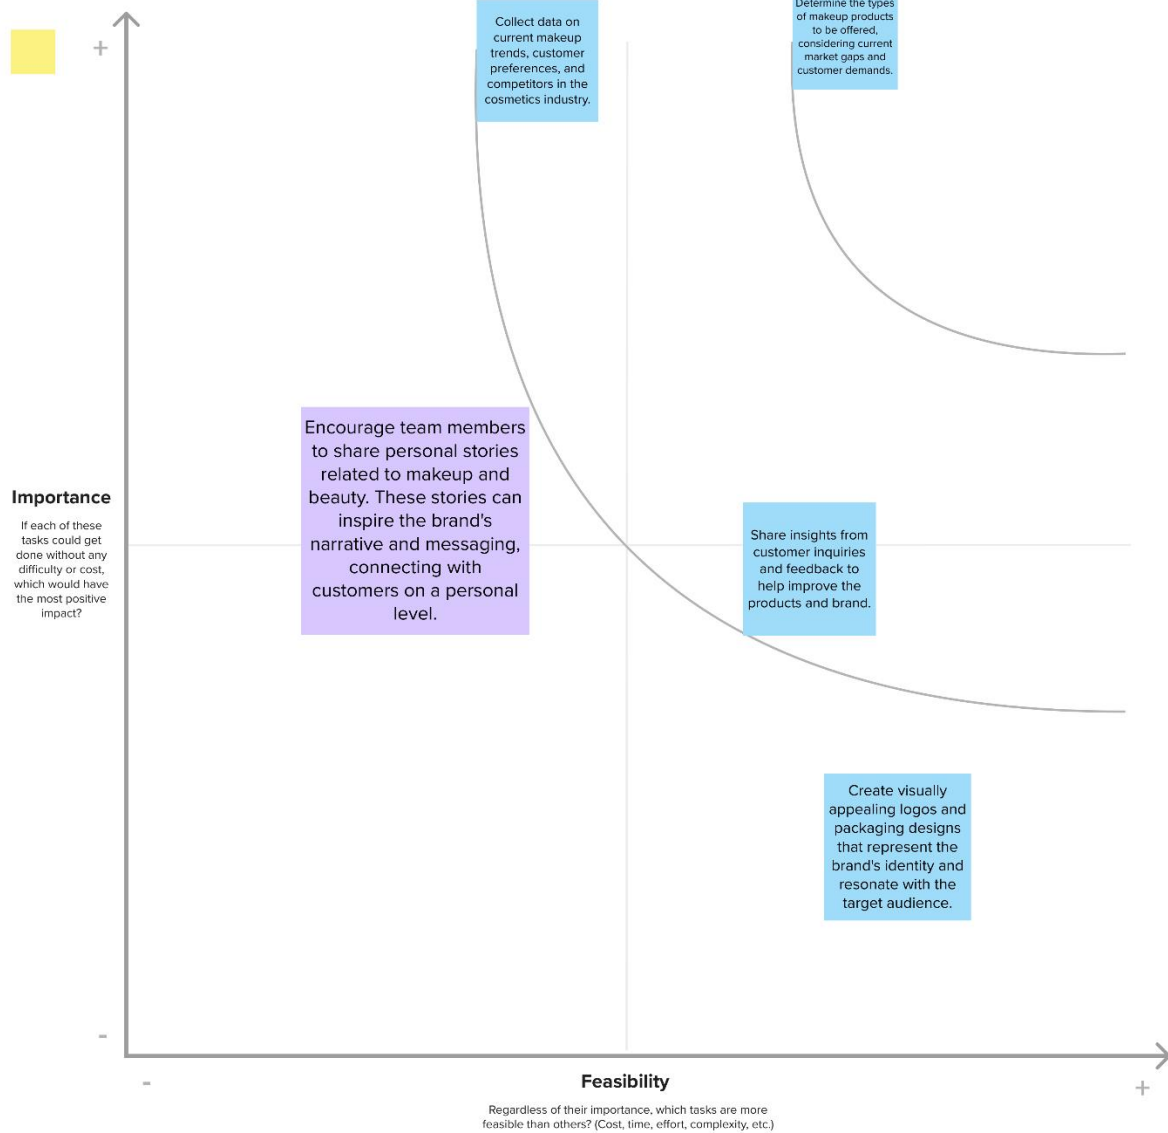 Collect data on
current makeup
trends, customer
preferences, and
competitors in the
cosmetics industry.
Determine the types
of makeup products
to be offered,
considering current
market gaps and
customer demands.
+
Encourage team members
to share personal stories
related to makeup and
beauty. These stories can
inspire the brand's
narrative and messaging,
connecting with
customers on a personal
level.
Importance
If each of these
tasks could get
done without any
difficulty or cost,
which would have
the most positive
impact?
Share insights from
customer inquiries
and feedback to
help improve the
products and brand.
Create visually
appealing logos and
packaging designs
that represent the
brand's identity and
resonate with the
target audience.
-
-
Feasibility
+
Regardless of their importance, which tasks are more
feasible than others? (Cost, time, effort, complexity, etc.)